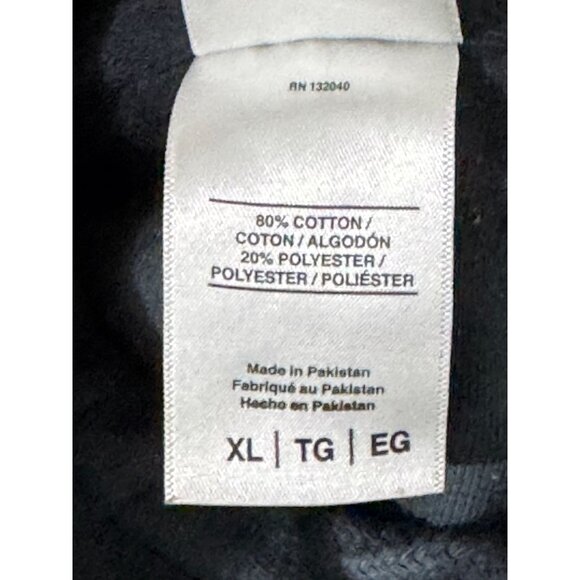 RN 132040
80% COTTON /
COTON / ALGODÓN
20% POLYESTER /
POLYESTER / POLIÉSTER
Made in Pakistan
Fabriqué au Pakistan
Hecho en Pakistan
XL | TG | EG